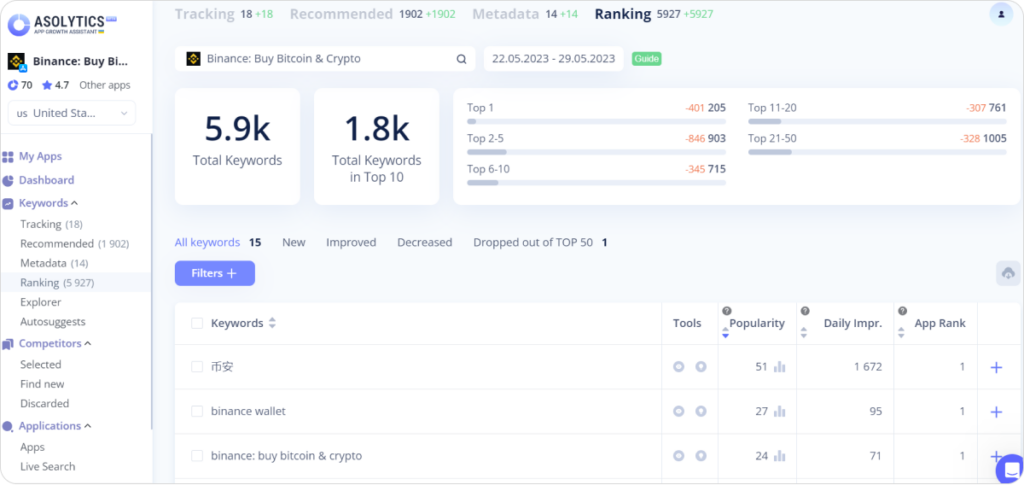 Tracking 18 +18 Recommended 1902 +1902 Metadata 14 +14 Ranking 5927 +5927
ASOLYTICS
APP GROWTH ASSISTANT
Binance: Buy Bi...
70 4.7 Other apps
us United Sta...
My Apps
Dashboard
Keywords
Tracking (18)
Recommended (1 902)
Metadata (14)
Ranking (5 927)
Explorer
Autosuggests
Competitors
Selected
Find new
Discarded
Applications
Apps
Live Search
Binance: Buy Bitcoin & Crypto 22.05.2023 - 29.05.2023 Guide
5.9k
Total Keywords
1.8k
Total Keywords
in Top 10
Top 1 -401 205
Top 2-5 -846 903
Top 6-10 -345 715
Top 11-20 -307 761
Top 21-50 -328 1005
All keywords 15 New Improved Decreased Dropped out of TOP 50 1
Filters +
Keywords Tools Popularity Daily Impr. App Rank
币安 51 1 672 1 +
binance wallet 27 95 1 +
binance: buy bitcoin & crypto 24 71 1 +